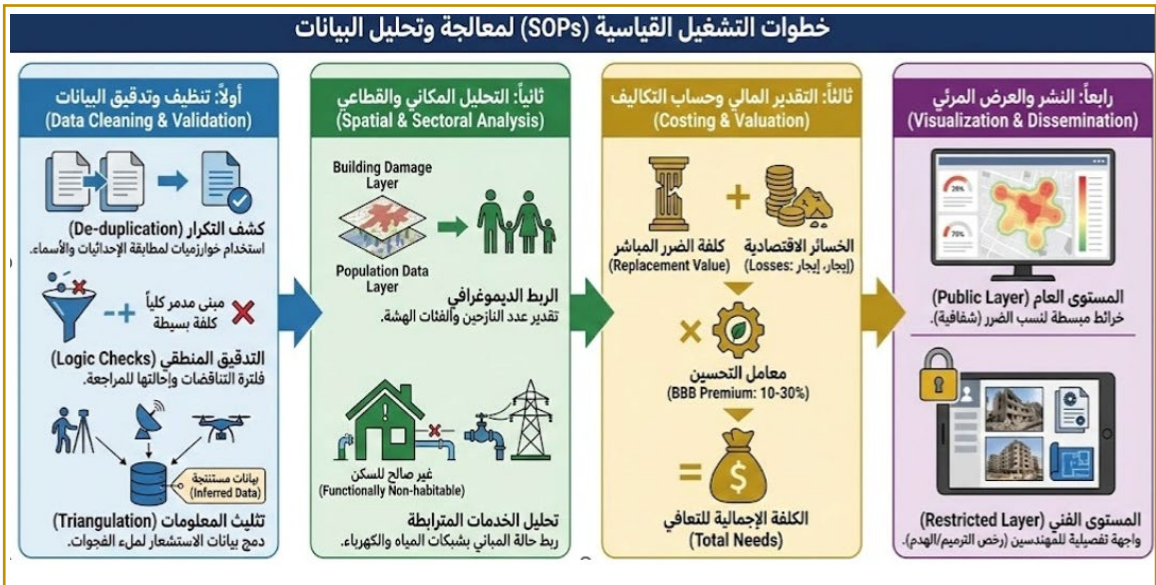 خطوات التشغيل القياسية (SOPs) لمعالجة وتحليل البيانات
أولاً: تنظيف وتدقيق البيانات
(Data Cleaning & Validation)
كشف التكرار (De-duplication)
استخدام خوارزميات لمطابقة الإحداثيات والأسماء.
مبنى مدمر كلياً
كلفة بسيطة
التدقيق المنطقي (Logic Checks)
فلترة التناقضات وإحالتها للمراجعة.
بيانات مستنتجة
(Inferred Data)
تثليث المعلومات (Triangulation)
دمج بيانات الاستشعار لملء الفجوات.
ثانياً: التحليل المكاني والقطاعي
(Spatial & Sectoral Analysis)
Building Damage
Layer
Population Data
Layer
الربط الديموغرافي
تقدير عدد النازحين والفئات الهشة.
غير صالح للسكن
(Functionally Non-habitable)
تحليل الخدمات المترابطة
ربط حالة المباني بشبكات المياه والكهرباء.
ثالثاً: التقدير المالي وحساب التكاليف
(Costing & Valuation)
كلفة الضرر المباشر
(Replacement Value)
الخسائر الاقتصادية
(Losses: إيجار، إيجار)
معامل التحسين
(BBB Premium: 10-30%)
الكلفة الإجمالية للتعافي
(Total Needs)
رابعاً: النشر والعرض المرئي
(Visualization & Dissemination)
المستوى العام (Public Layer)
خرائط مبسطة لنسب الضرر (شفافية).
المستوى الفني (Restricted Layer)
واجهة تفصيلية للمهندسين (رخص الترميم/الهدم).